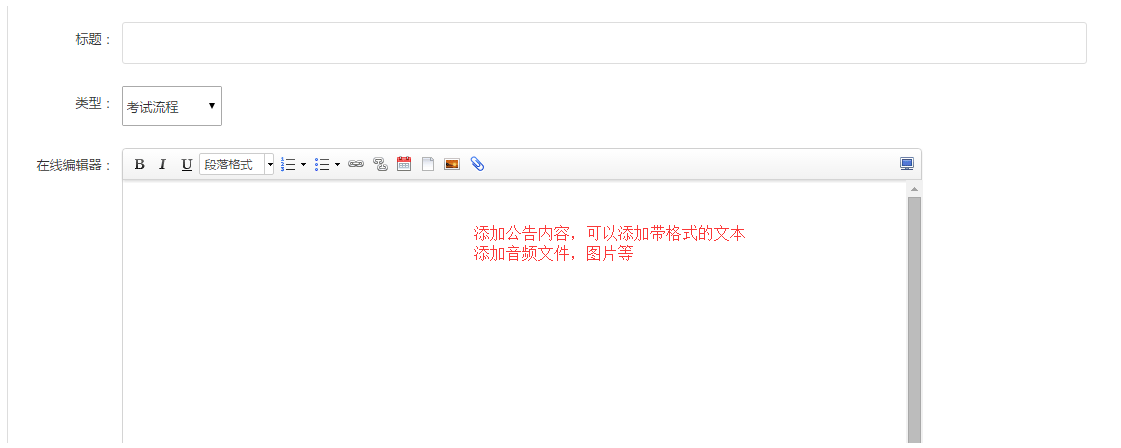 标题：
类型：
考试流程
在线编辑器：
B I U 段落格式
添加公告内容，可以添加带格式的文本
添加音频文件，图片等